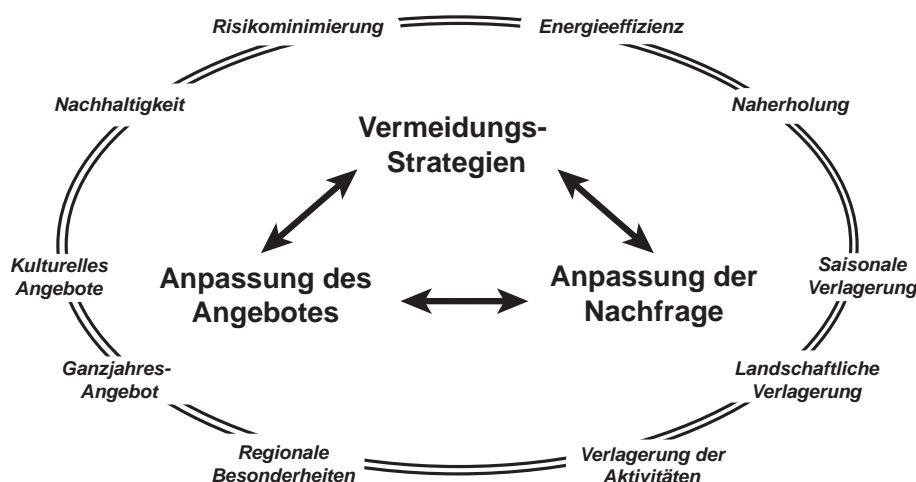 Risikominimierung
Energieeffizienz
Nachhaltigkeit
Naherholung
Vermeidungs-
Strategien
Kulturelles
Angebote
Anpassung des
Angebotes
Anpassung der
Nachfrage
Saisonale
Verlagerung
Ganzjahres-
Angebot
Landschaftliche
Verlagerung
Regionale
Besonderheiten
Verlagerung der
Aktivitäten